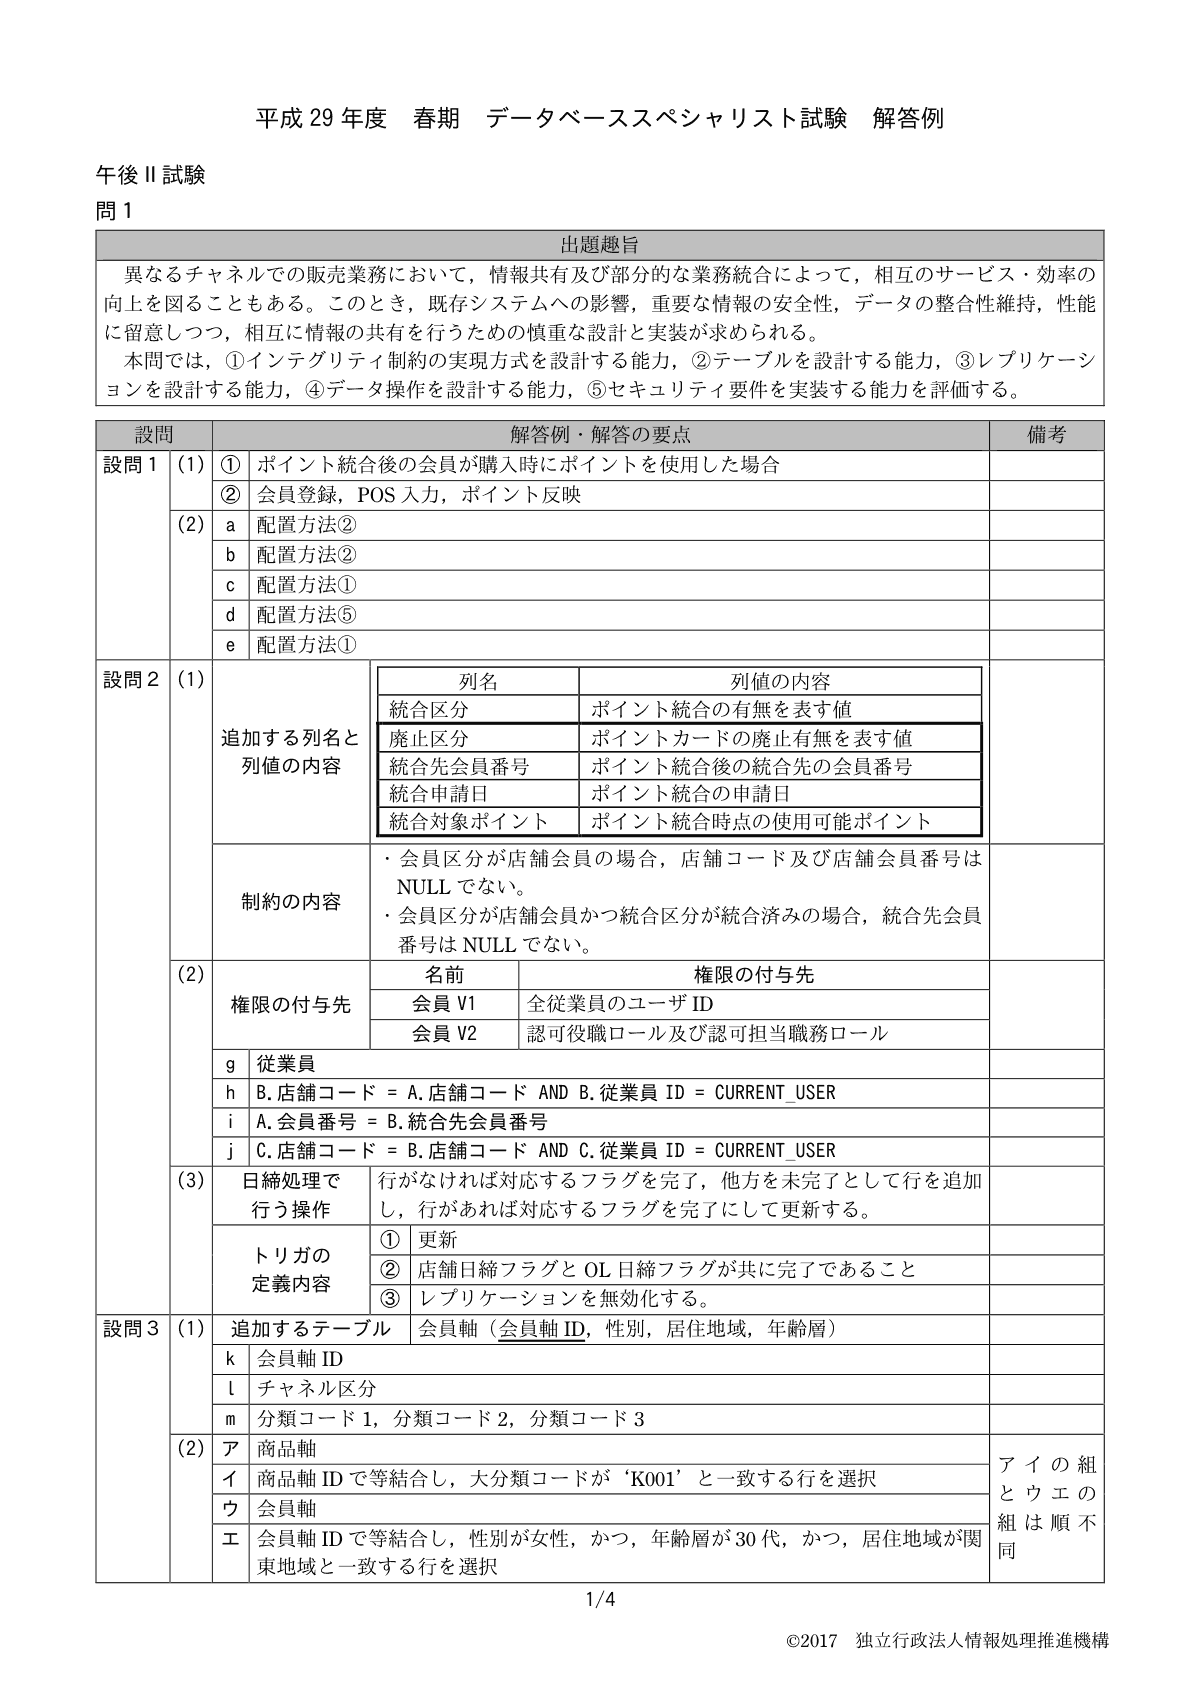 平成 29 年度　春期　データベーススペシャリスト試験　解答例
午後Ⅱ試験
問 1
出題趣旨
異なるチャネルでの販売業務において，情報共有及び部分的な業務統合によって，相互のサービス・効率の
向上を図ることもある。このとき，既存システムへの影響，重要な情報の安全性，データの整合性維持，性能
に留意しつつ，相互に情報の共有を行うための慎重な設計と実装が求められる。
本問では，①インテグリティ制約の実現方式を設計する能力，②テーブルを設計する能力，③レプリケーシ
ョンを設計する能力，④データ操作を設計する能力，⑤セキュリティ要件を実装する能力を評価する。
設問 解答例・解答の要点 備考
設問 1 (1) ① ポイント統合後の会員が購入時にポイントを使用した場合
② 会員登録，POS 入力，ポイント反映
(2) a 配置方法②
b 配置方法②
c 配置方法①
d 配置方法⑤
e 配置方法①
設問 2 (1) 追加する列名と
列値の内容
列名 列値の内容
統合区分 ポイント統合の有無を表す値
廃止区分 ポイントカードの廃止有無を表す値
統合先会員番号 ポイント統合後の統合先の会員番号
統合申請日 ポイント統合の申請日
統合対象ポイント ポイント統合時点の使用可能ポイント
制約の内容
・会員区分が店舗会員の場合，店舗コード及び店舗会員番号は
NULL でない。
・会員区分が店舗会員かつ統合区分が統合済みの場合，統合先会員
番号は NULL でない。
(2) 権限の付与先
名前 権限の付与先
会員 V1 全従業員のユーザ ID
会員 V2 認可役職ロール及び認可担当職務ロール
g 従業員
h B.店舗コード = A.店舗コード AND B.従業員 ID = CURRENT_USER
i A.会員番号 = B.統合先会員番号
j C.店舗コード = B.店舗コード AND C.従業員 ID = CURRENT_USER
(3) 日締処理で
行う操作
行がなければ対応するフラグを完了，他方を未完了として行を追加
し，行があれば対応するフラグを完了にして更新する。
トリガの
定義内容
① 更新
② 店舗日締フラグと OL 日締フラグが共に完了であること
③ レプリケーションを無効化する。
設問 3 (1) 追加するテーブル 会員軸（会員軸 ID，性別，居住地域，年齢層）
k 会員軸 ID
l チャネル区分
m 分類コード 1，分類コード 2，分類コード 3
(2) ア 商品軸
イ 商品軸 ID で等結合し，大分類コードが‘K001’と一致する行を選択
ウ 会員軸
エ 会員軸 ID で等結合し，性別が女性，かつ，年齢層が 30 代，かつ，居住地域が関
東地域と一致する行を選択
アイの組
とウエの
組は順不
同
1/4
©2017　独立行政法人情報処理推進機構